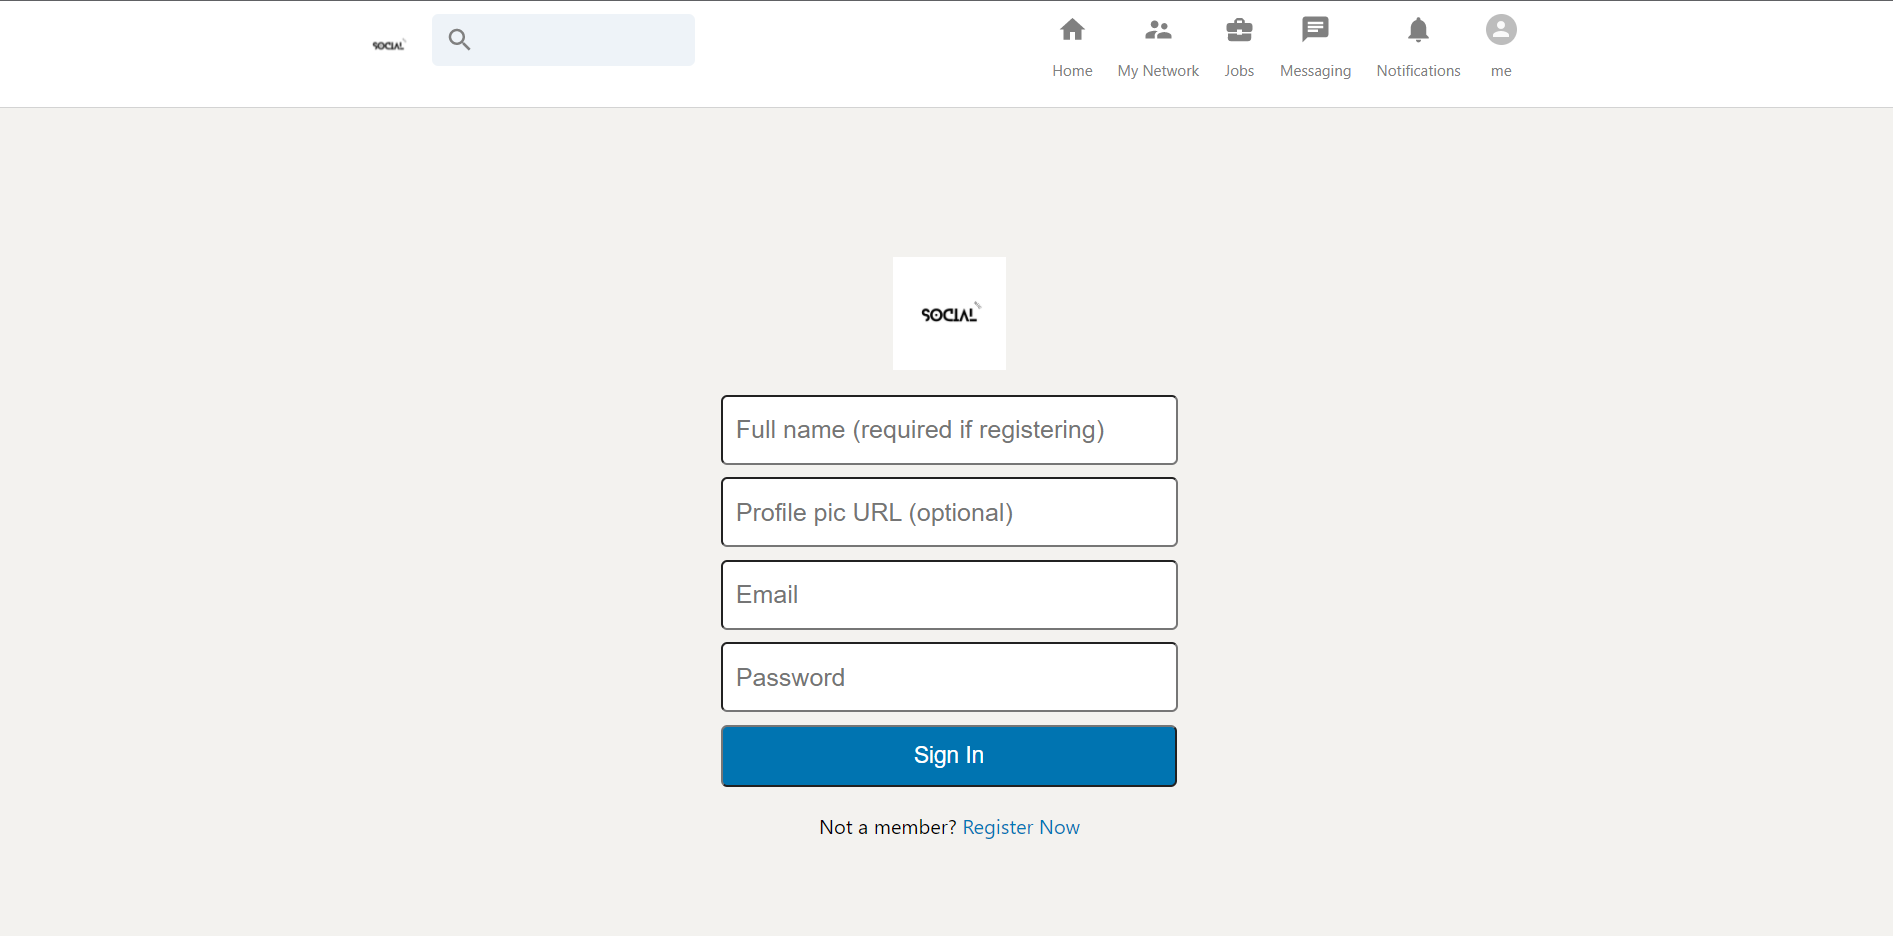 SOCIAL
Home My Network Jobs Messaging Notifications me
SOCIAL
Full name (required if registering)
Profile pic URL (optional)
Email
Password
Sign In
Not a member? Register Now